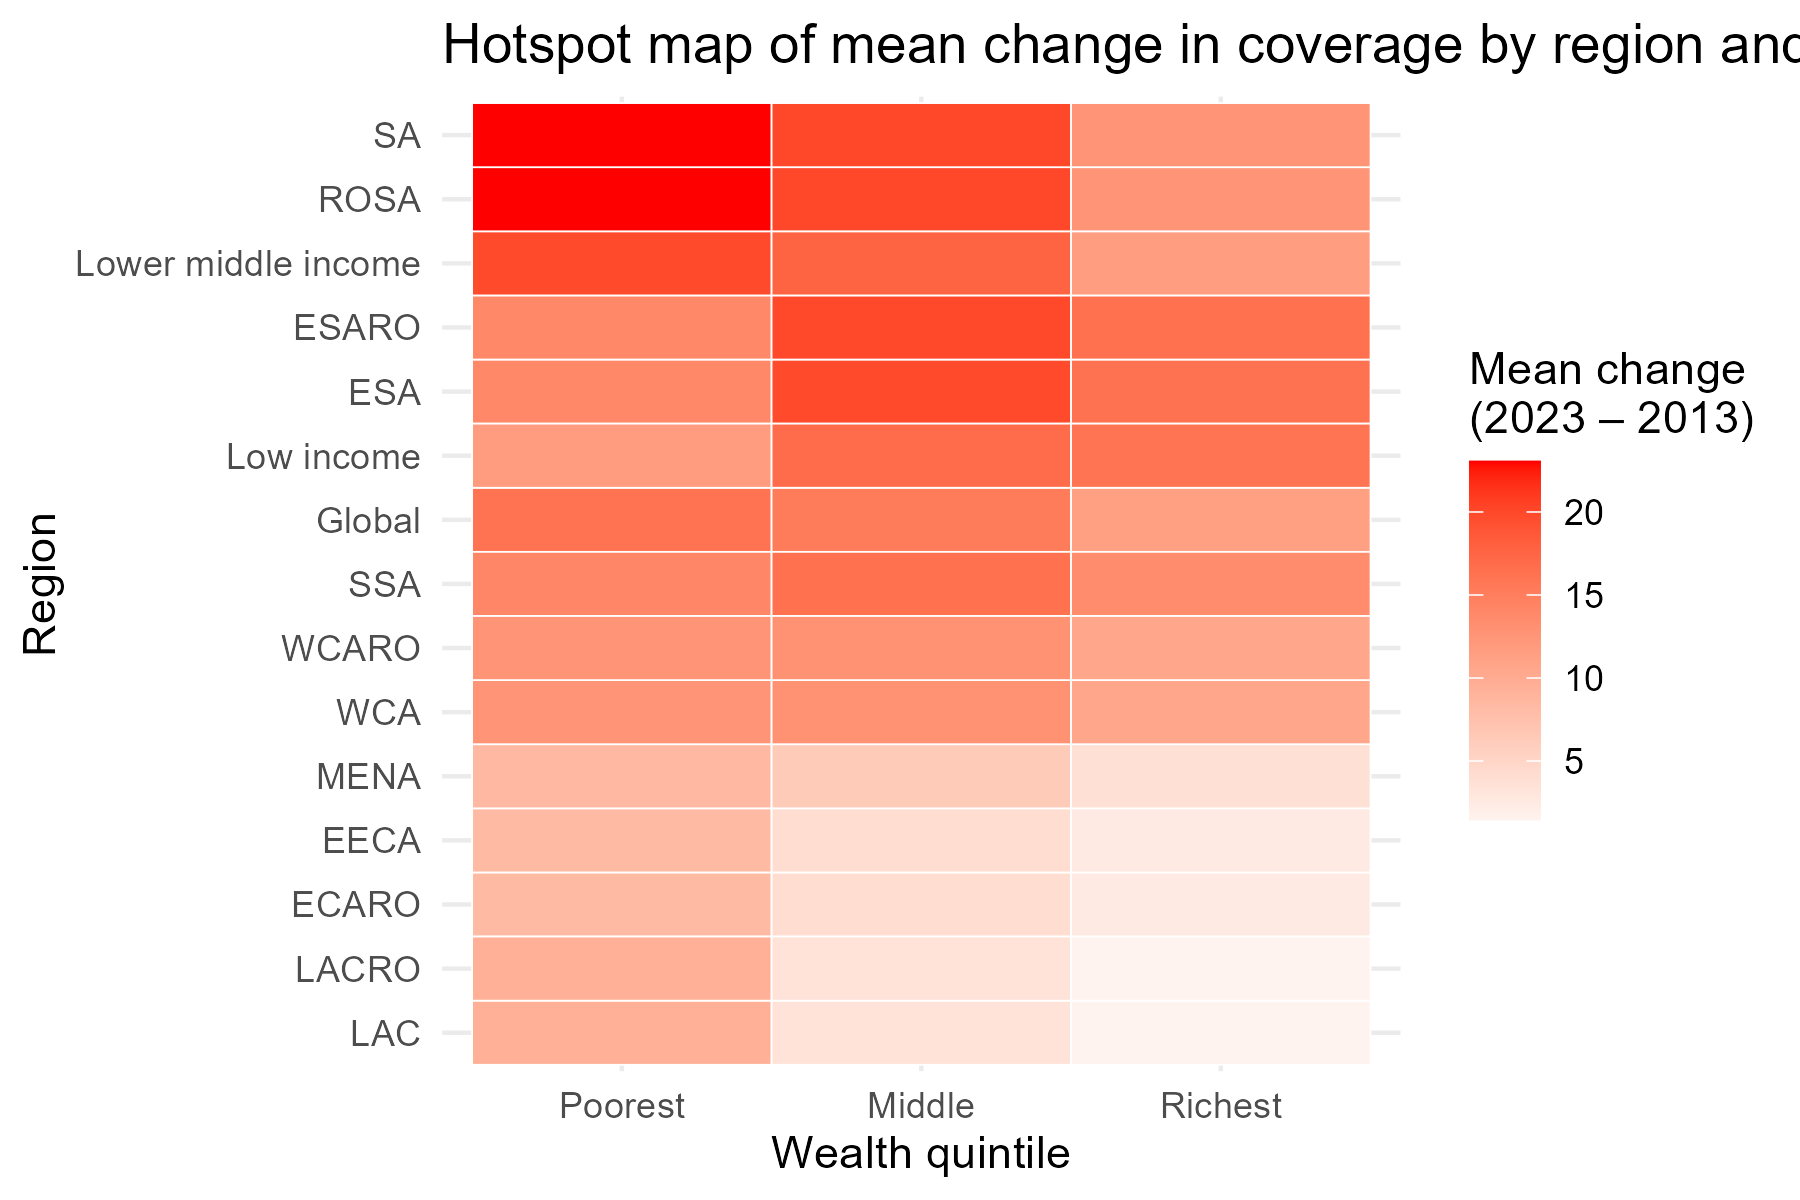 Hotspot map of mean change in coverage by region and
SA
ROSA
Lower middle income
ESARO
ESA
Low income
Global
SSA
WCARO
WCA
MENA
EECA
ECARO
LACRO
LAC
Region
Poorest Middle Richest
Wealth quintile
Mean change
(2023 – 2013)
20
15
10
5